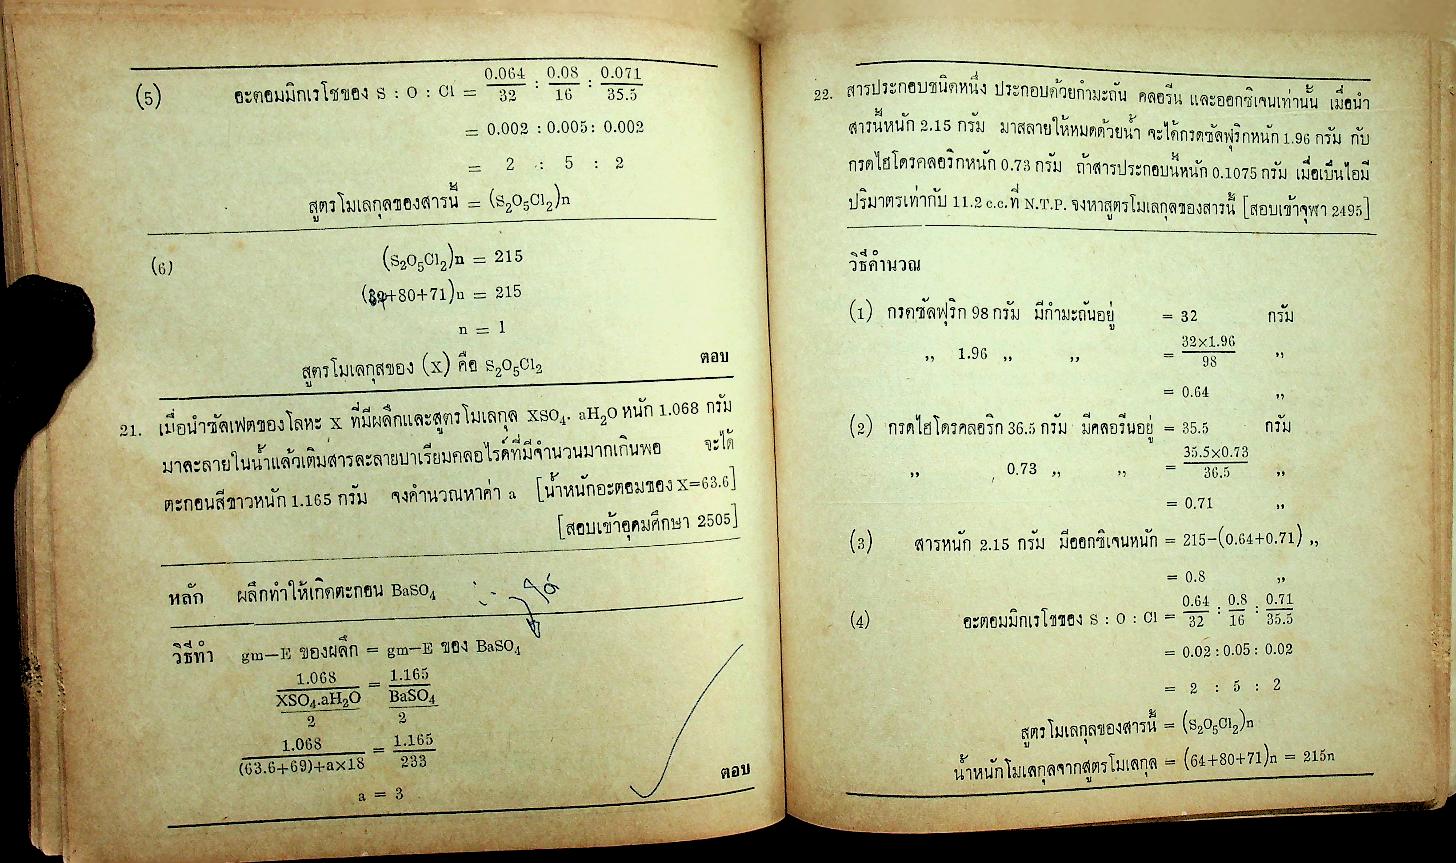 (5) อะตอมมิกเรโชของ S : O : Cl = 0.064/32 : 0.08/16 : 0.071/35.5
= 0.002 : 0.005 : 0.002
= 2 : 5 : 2
สูตรโมเลกุลของสารนี้ = (S₂O₅Cl₂)n
(6) (S₂O₅Cl₂)n = 215
( +80+71)n = 215
n = 1
สูตรโมเลกุลของ (X) คือ S₂O₅Cl₂ ตอบ
21. เมื่อนำซัลเฟตของโลหะ X ที่มีผลึกและสูตรโมเลกุล XSO₄. aH₂O หนัก 1.068 กรัม
มาละลายในน้ำแล้วเติมสารละลายบาเรียมคลอไรด์ที่มีจำนวนมากเกินพอ จะได้
ตะกอนสีขาวหนัก 1.165 กรัม จงคำนวณหาค่า a [น้ำหนักอะตอมของ X=63.6]
[สอบเข้าอุดมศึกษา 2505]
หลัก ผลึกทำให้เกิดตะกอน BaSO₄
วิธีทำ gm—E ของผลึก = gm—E ของ BaSO₄
1.068/(XSO₄.aH₂O/2) = 1.165/(BaSO₄/2)
1.068/((63.6+69)+a×18) = 1.165/233
a = 3 ตอบ
22. สารประกอบชนิดหนึ่ง ประกอบด้วยกำมะถัน คลอรีน และออกซิเจนเท่านั้น เมื่อนำ
สารนี้หนัก 2.15 กรัม มาสลายให้หมดด้วยน้ำ จะได้กรดซัลฟุริกหนัก 1.96 กรัม กับ
กรดไฮโดรคลอริกหนัก 0.73 กรัม ถ้าสารประกอบนี้หนัก 0.1075 กรัม เมื่อเป็นไอมี
ปริมาตรเท่ากับ 11.2 c.c. ที่ N.T.P. จงหาสูตรโมเลกุลของสารนี้ [สอบเข้าจุฬา 2495]
วิธีคำนวณ
(1) กรดซัลฟุริก 98 กรัม มีกำมะถันอยู่ = 32 กรัม
,, 1.96 ,, ,, = 32×1.96/98 ,,
= 0.64 ,,
(2) กรดไฮโดรคลอริก 36.5 กรัม มีคลอรีนอยู่ = 35.5 กรัม
,, 0.73 ,, ,, = 35.5×0.73/36.5 ,,
= 0.71 ,,
(3) สารหนัก 2.15 กรัม มีออกซิเจนหนัก = 215—(0.64+0.71) ,,
= 0.8 ,,
(4) อะตอมมิกเรโชของ S : O : Cl = 0.64/32 : 0.8/16 : 0.71/35.5
= 0.02 : 0.05 : 0.02
= 2 : 5 : 2
สูตรโมเลกุลของสารนี้ = (S₂O₅Cl₂)n
น้ำหนักโมเลกุลจากสูตรโมเลกุล = (64+80+71)n = 215n